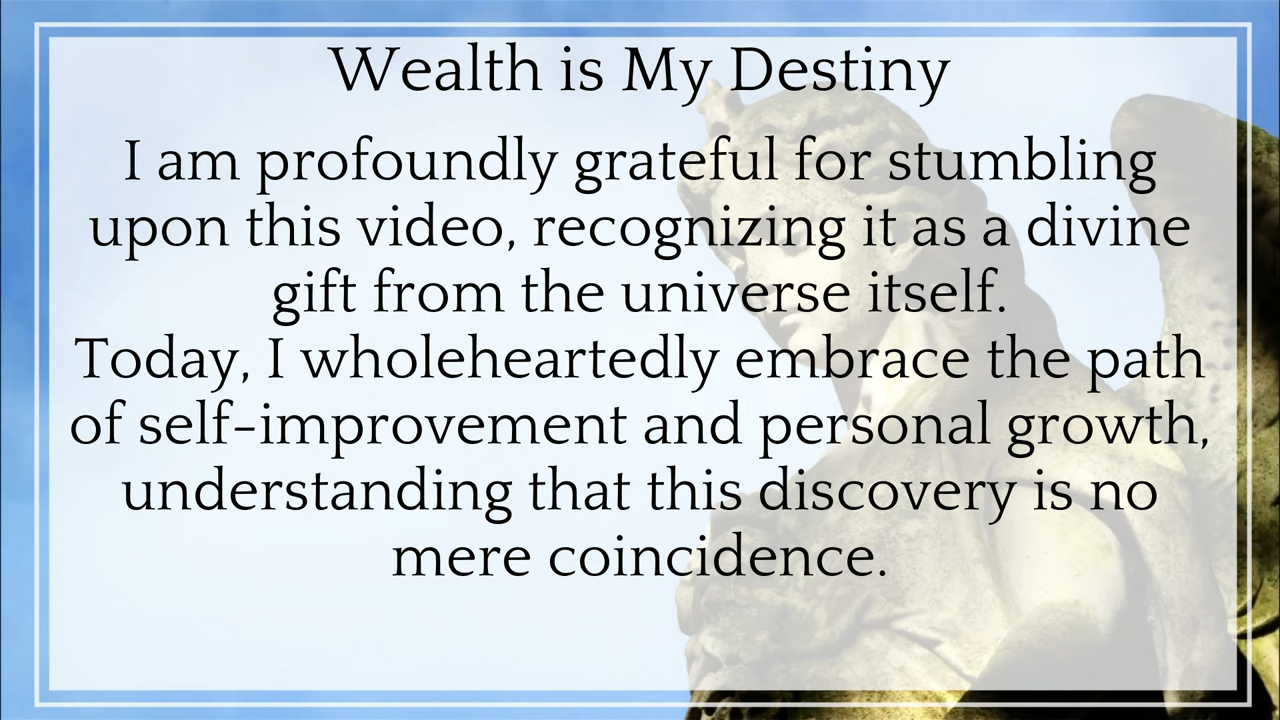 Wealth is My Destiny
I am profoundly grateful for stumbling
upon this video, recognizing it as a divine
gift from the universe itself.
Today, I wholeheartedly embrace the path
of self-improvement and personal growth,
understanding that this discovery is no
mere coincidence.